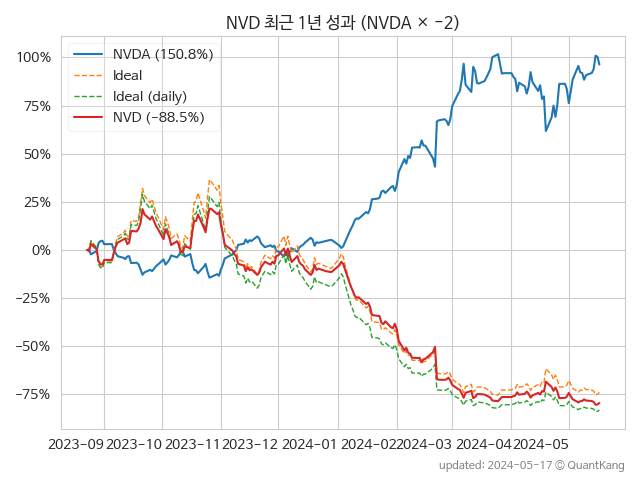 NVD 최근 1년 성과 (NVDA × −2)
NVDA (150.8%)
Ideal
Ideal (daily)
NVD (−88.5%)
100%
75%
50%
25%
0%
−25%
−50%
−75%
2023−09 2023−10 2023−11 2023−12 2024−01 2024−02 2024−03 2024−04 2024−05
updated: 2024−05−17 © QuantKang